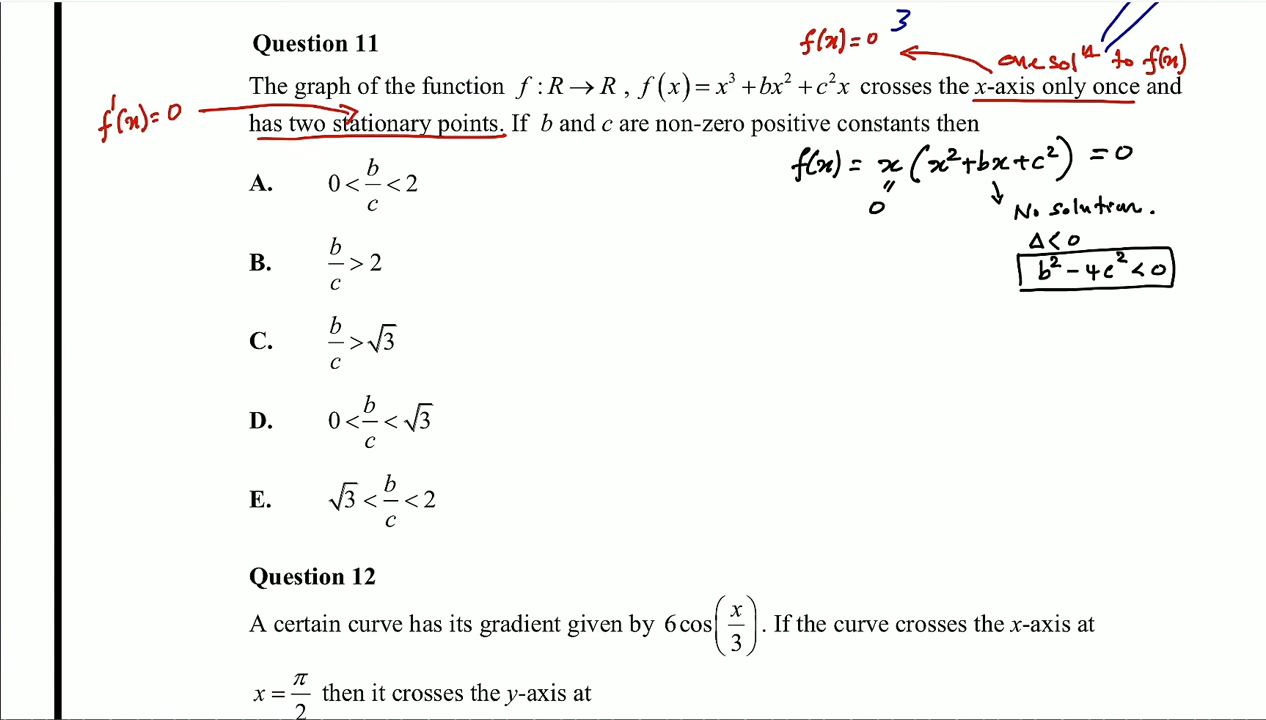 3
f(x)=0
one solⁿ to f(x)
Question 11
The graph of the function f : R → R , f(x) = x³ + bx² + c²x crosses the x-axis only once and
f'(x)=0
has two stationary points. If b and c are non-zero positive constants then
f(x) = x (x²+bx+c²) = 0
"
0
No solution.
Δ<0
b² - 4c² <0
A. 0 < b/c < 2
B. b/c > 2
C. b/c > √3
D. 0 < b/c < √3
E. √3 < b/c < 2
Question 12
A certain curve has its gradient given by 6cos(x/3). If the curve crosses the x-axis at
x = π/2 then it crosses the y-axis at